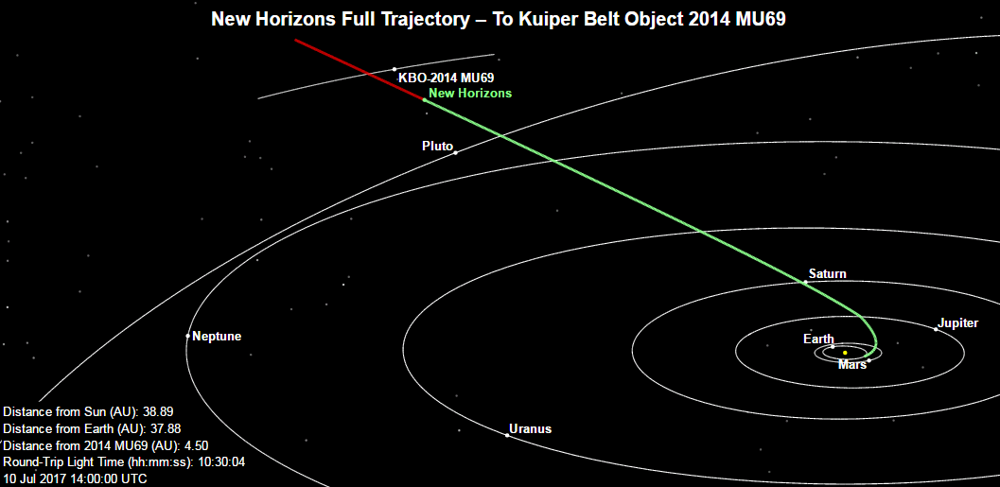 New Horizons Full Trajectory – To Kuiper Belt Object 2014 MU69
KBO 2014 MU69
New Horizons
Pluto
Saturn
Jupiter
Neptune
Earth
Mars
Uranus
Distance from Sun (AU): 38.89
Distance from Earth (AU): 37.88
Distance from 2014 MU69 (AU): 4.50
Round-Trip Light Time (hh:mm:ss): 10:30:04
10 Jul 2017 14:00:00 UTC